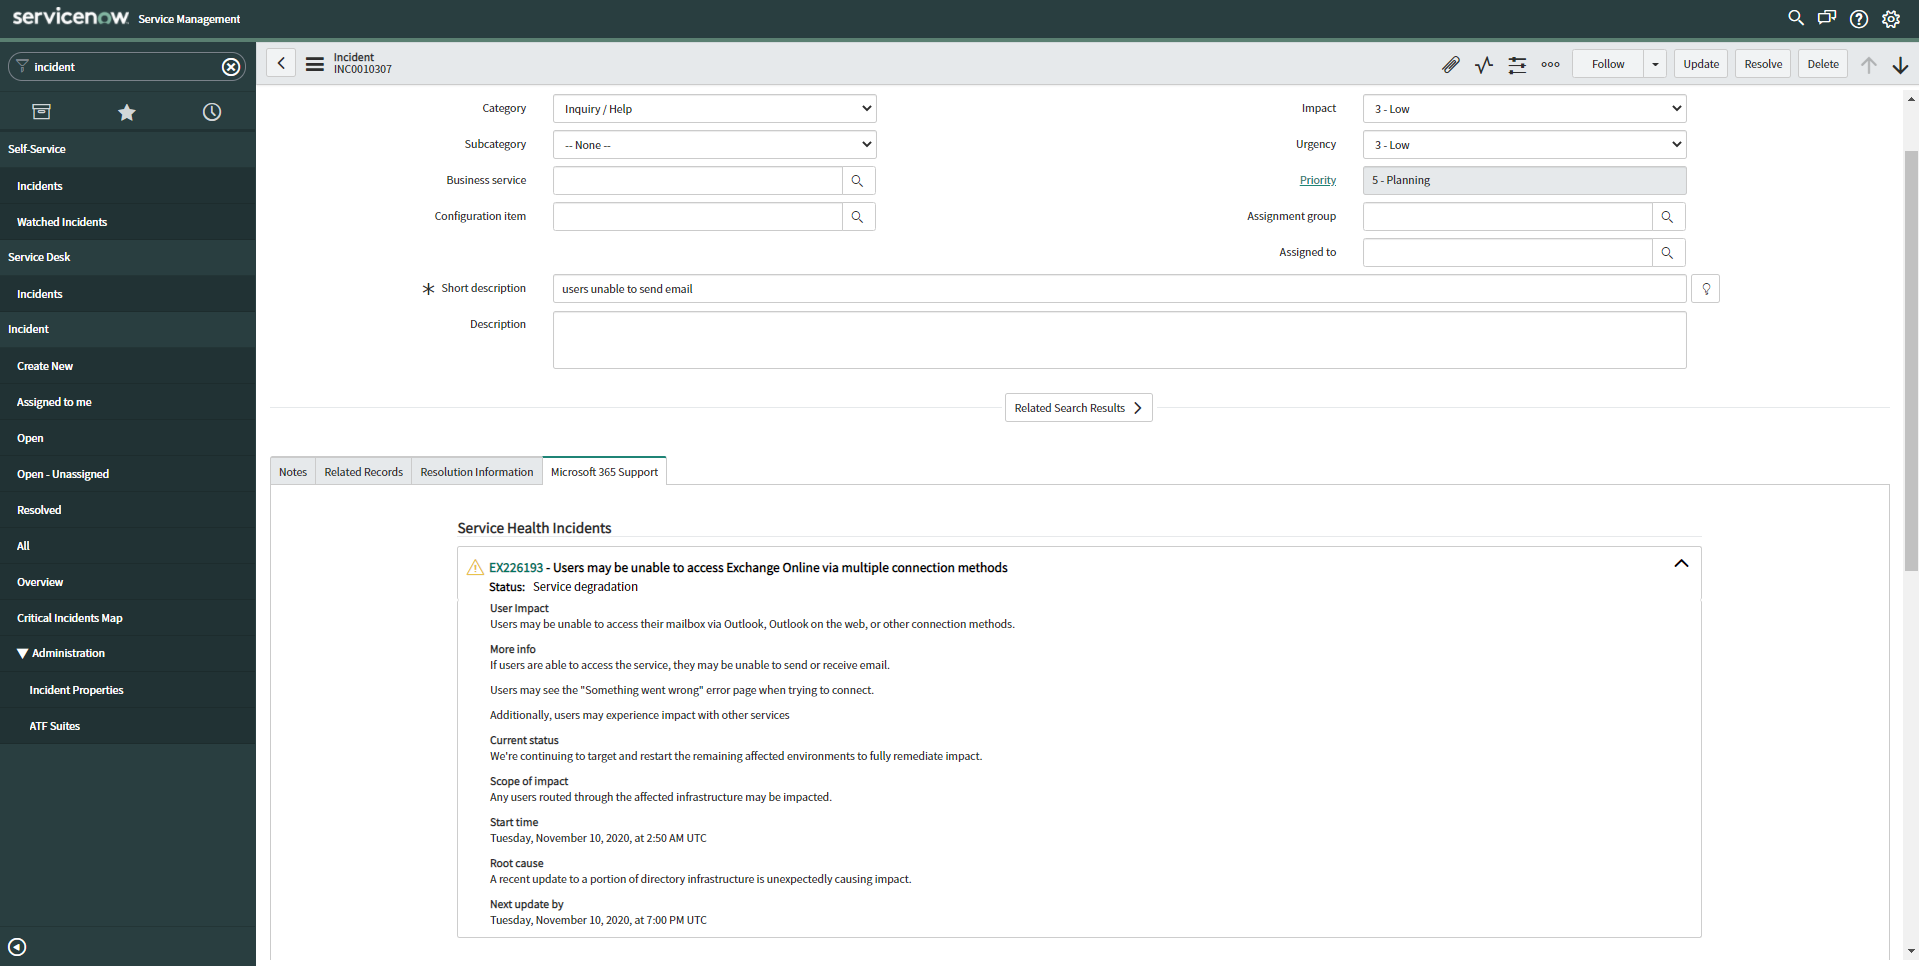 servicenow Service Management
incident
Self-Service
Incidents
Watched Incidents
Service Desk
Incidents
Incident
Create New
Assigned to me
Open
Open - Unassigned
Resolved
All
Overview
Critical Incidents Map
Administration
Incident Properties
ATF Suites
Incident
INC0010307
Follow
Update
Resolve
Delete
Category
Inquiry / Help
Subcategory
-- None --
Business service
Configuration item
Impact
3 - Low
Urgency
3 - Low
Priority
5 - Planning
Assignment group
Assigned to
Short description
users unable to send email
Description
Related Search Results
Notes
Related Records
Resolution Information
Microsoft 365 Support
Service Health Incidents
EX226193 - Users may be unable to access Exchange Online via multiple connection methods
Status: Service degradation
User Impact
Users may be unable to access their mailbox via Outlook, Outlook on the web, or other connection methods.
More info
If users are able to access the service, they may be unable to send or receive email.
Users may see the "Something went wrong" error page when trying to connect.
Additionally, users may experience impact with other services
Current status
We're continuing to target and restart the remaining affected environments to fully remediate impact.
Scope of impact
Any users routed through the affected infrastructure may be impacted.
Start time
Tuesday, November 10, 2020, at 2:50 AM UTC
Root cause
A recent update to a portion of directory infrastructure is unexpectedly causing impact.
Next update by
Tuesday, November 10, 2020, at 7:00 PM UTC